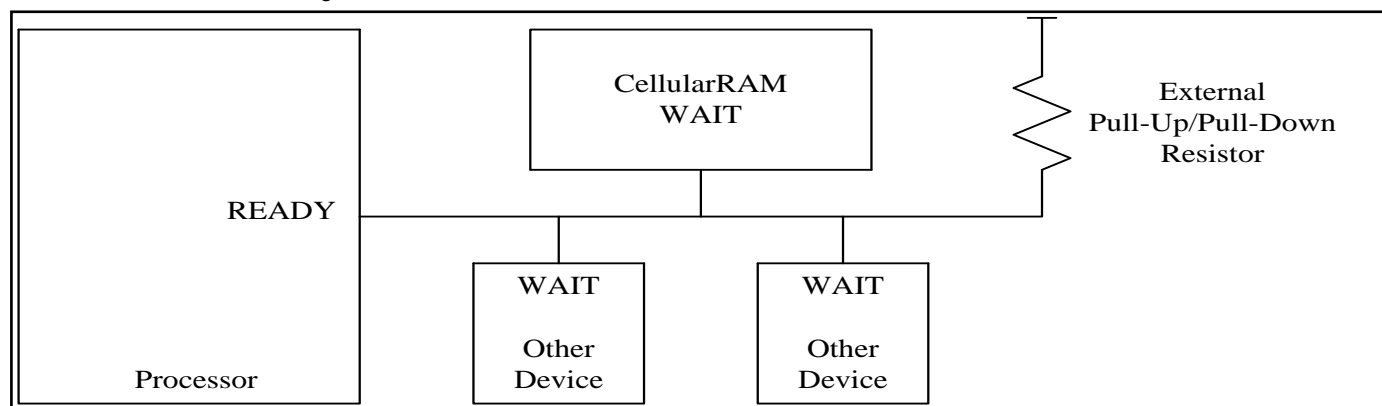 CellularRAM
WAIT
External
Pull-Up/Pull-Down
Resistor
READY
WAIT
Other
Device
WAIT
Other
Device
Processor